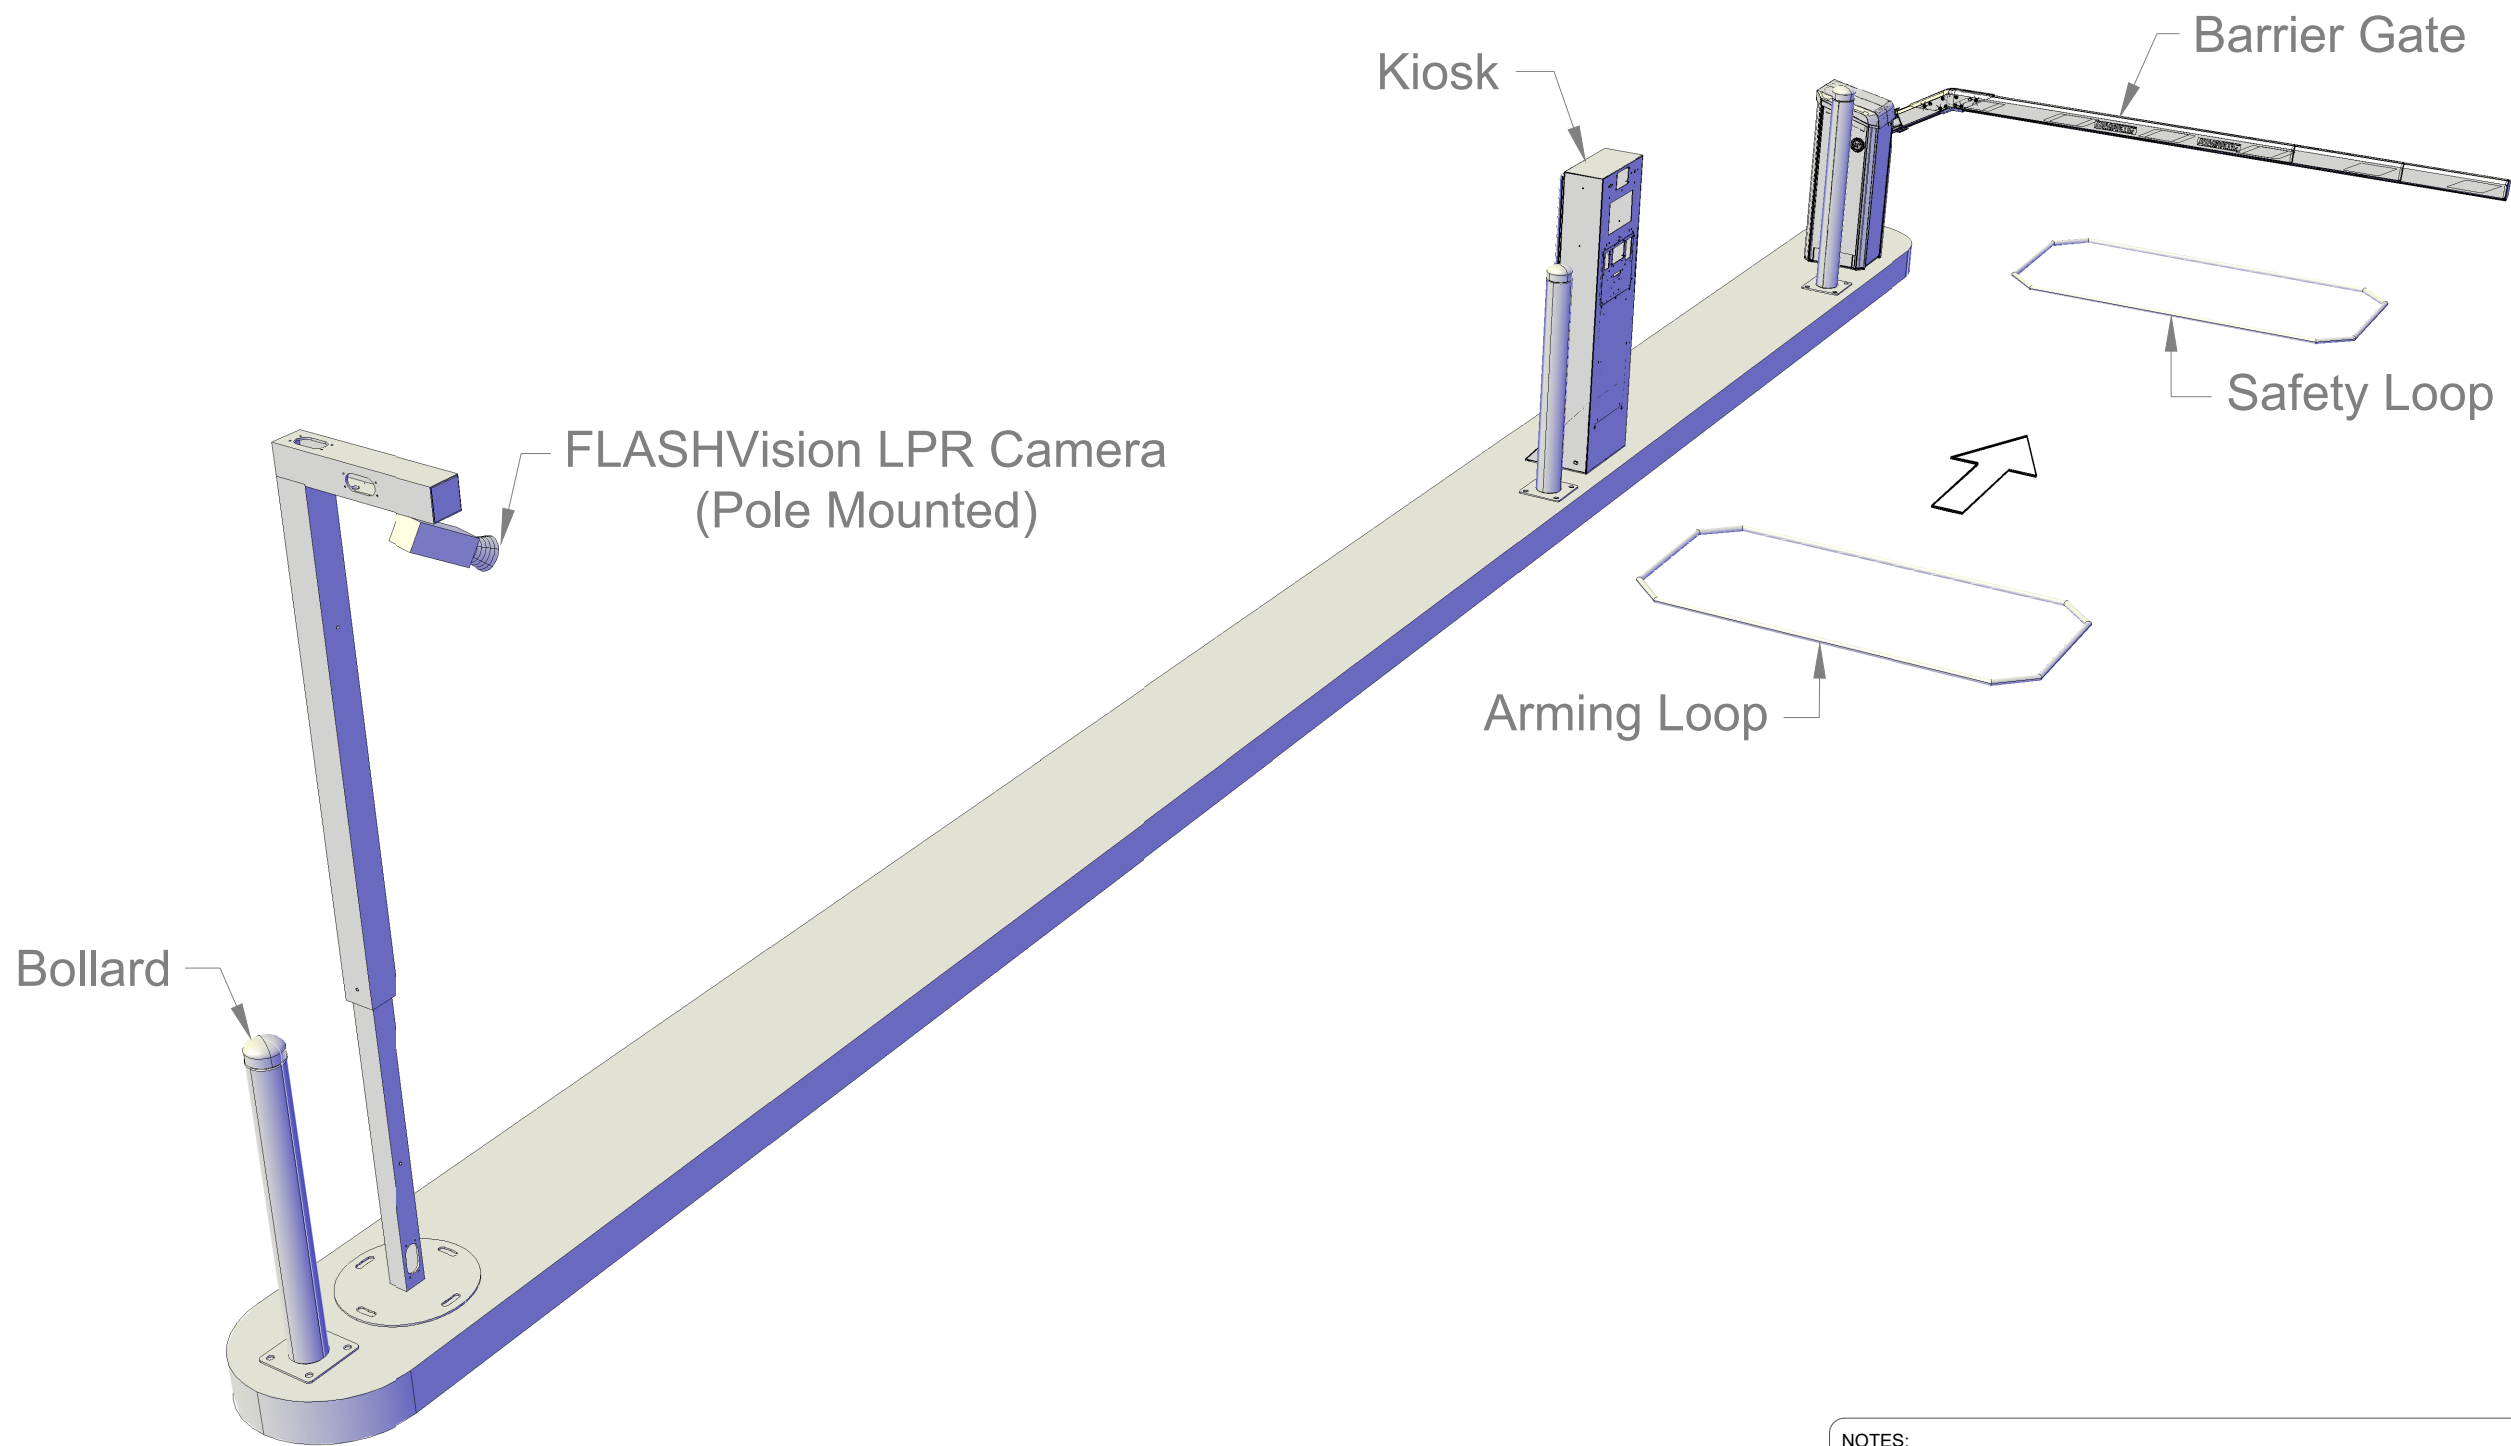 Barrier Gate
Kiosk
Safety Loop
FLASHVision LPR Camera
(Pole Mounted)
Arming Loop
Bollard
NOTES: